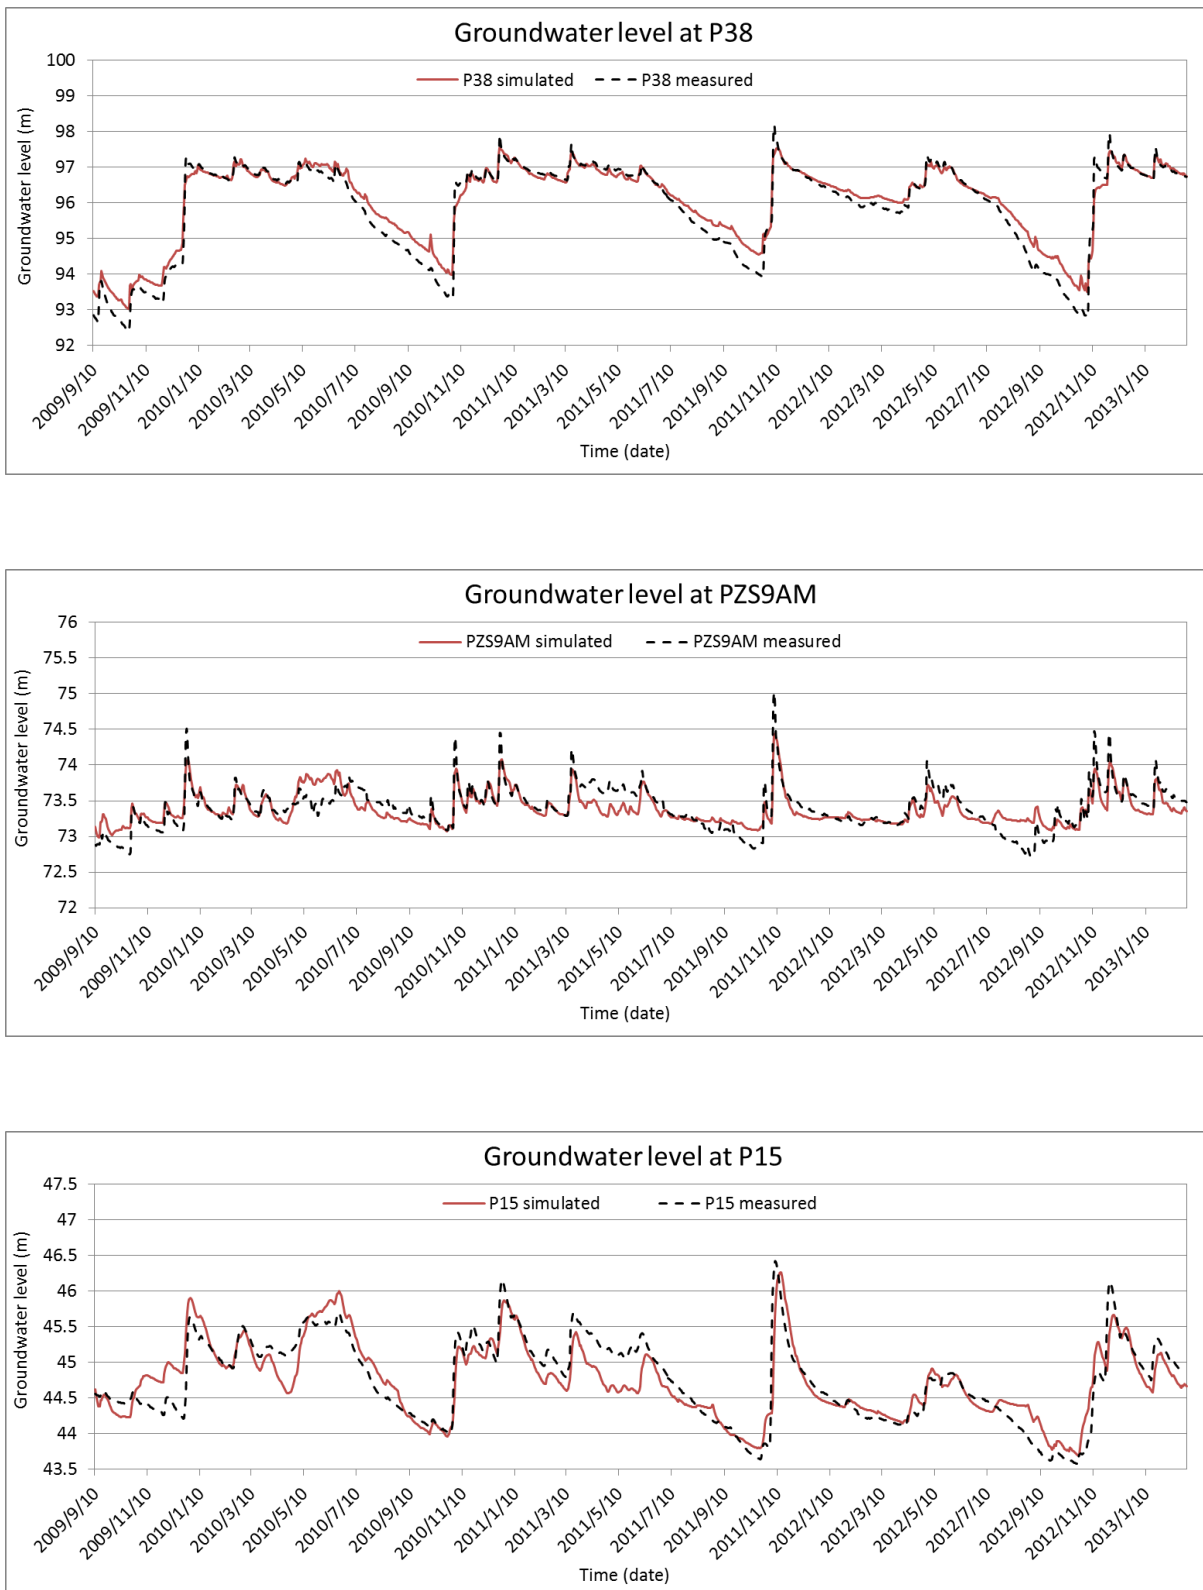 Groundwater level at P38
P38 simulated P38 measured
Groundwater level (m)
100
99
98
97
96
95
94
93
92
2009/9/10 2009/11/10 2010/1/10 2010/3/10 2010/5/10 2010/7/10 2010/9/10 2010/11/10 2011/1/10 2011/3/10 2011/5/10 2011/7/10 2011/9/10 2011/11/10 2012/1/10 2012/3/10 2012/5/10 2012/7/10 2012/9/10 2012/11/10 2013/1/10
Time (date)
Groundwater level at PZS9AM
PZS9AM simulated PZS9AM measured
Groundwater level (m)
76
75.5
75
74.5
74
73.5
73
72.5
72
2009/9/10 2009/11/10 2010/1/10 2010/3/10 2010/5/10 2010/7/10 2010/9/10 2010/11/10 2011/1/10 2011/3/10 2011/5/10 2011/7/10 2011/9/10 2011/11/10 2012/1/10 2012/3/10 2012/5/10 2012/7/10 2012/9/10 2012/11/10 2013/1/10
Time (date)
Groundwater level at P15
P15 simulated P15 measured
Groundwater level (m)
47.5
47
46.5
46
45.5
45
44.5
44
43.5
2009/9/10 2009/11/10 2010/1/10 2010/3/10 2010/5/10 2010/7/10 2010/9/10 2010/11/10 2011/1/10 2011/3/10 2011/5/10 2011/7/10 2011/9/10 2011/11/10 2012/1/10 2012/3/10 2012/5/10 2012/7/10 2012/9/10 2012/11/10 2013/1/10
Time (date)